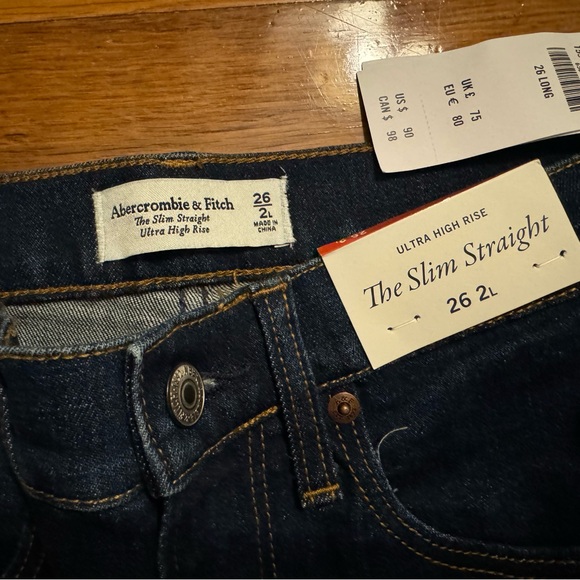 26 LONG
UK £ 75
EU € 80
US $ 90
CAN $ 98
Abercrombie & Fitch
The Slim Straight
Ultra High Rise
26
2L
MADE IN
CHINA
ULTRA HIGH RISE
The Slim Straight
26 2L